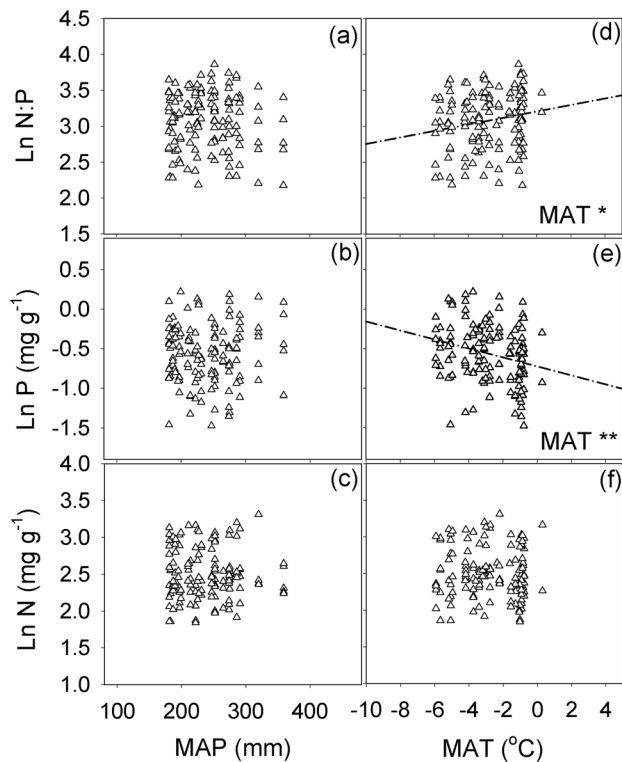 4.5
4.0
3.5
3.0
2.5
2.0
1.5
Ln N:P
(a)
(d)
MAT *
0.5
0.0
-0.5
-1.0
-1.5
Ln P (mg g⁻¹)
(b)
(e)
MAT **
4.0
3.5
3.0
2.5
2.0
1.5
1.0
Ln N (mg g⁻¹)
(c)
(f)
100 200 300 400
-10 -8 -6 -4 -2 0 2 4
MAP (mm)
MAT (°C)